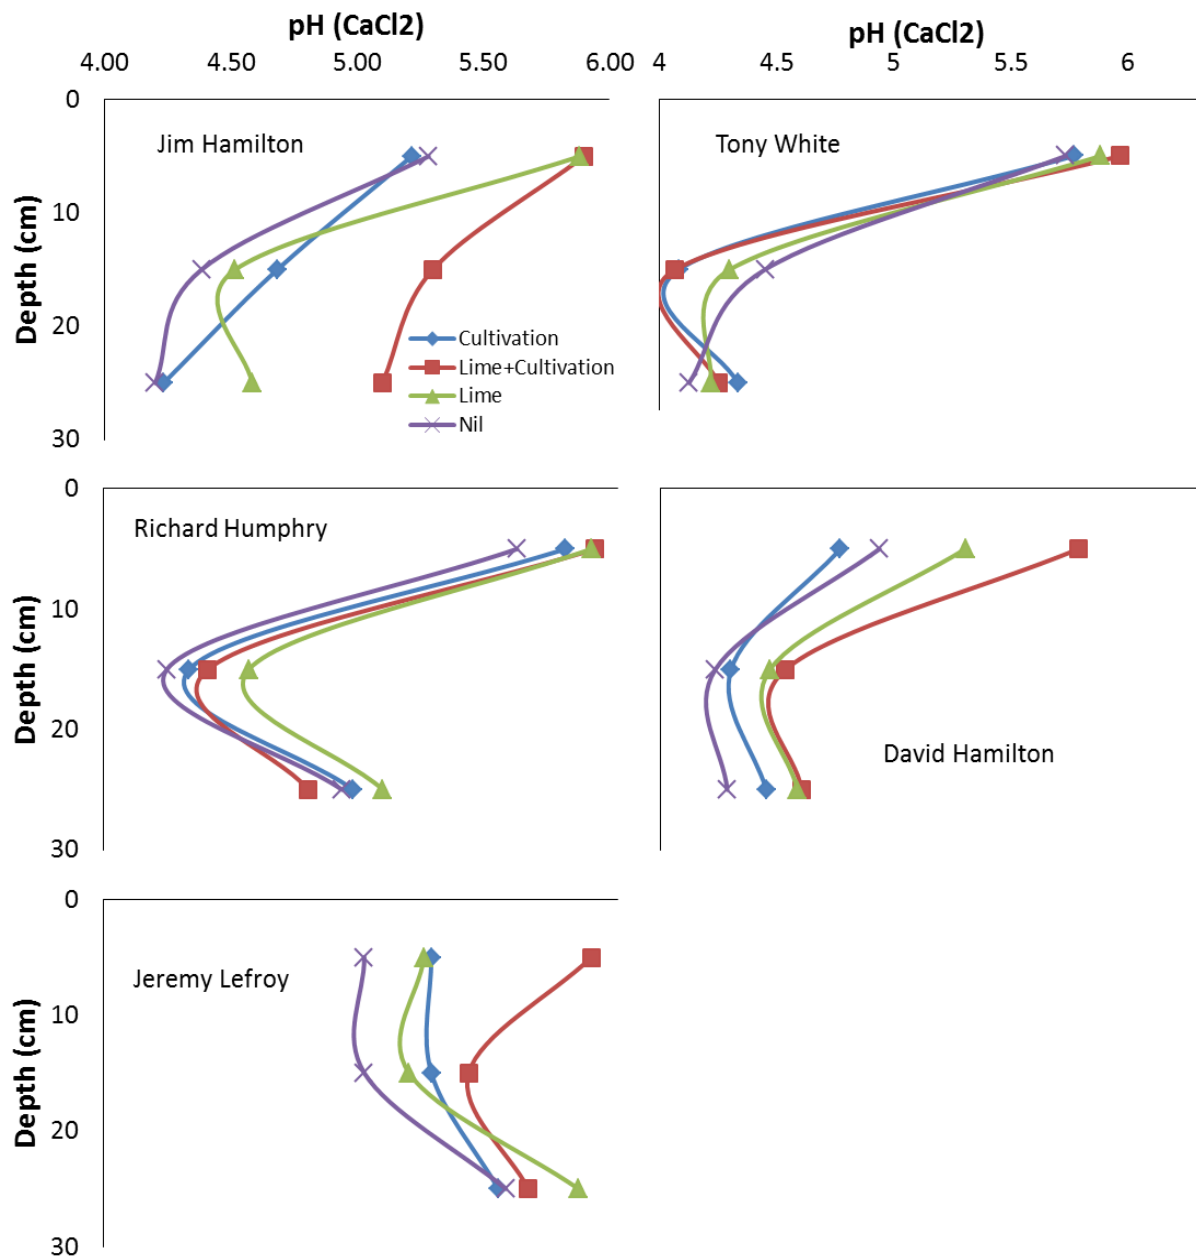 pH (CaCl2)
4.00 4.50 5.00 5.50 6.00
0
10
20
30
Depth (cm)
Jim Hamilton
Cultivation
Lime+Cultivation
Lime
Nil
pH (CaCl2)
4 4.5 5 5.5 6
Tony White
0
10
20
30
Depth (cm)
Richard Humphry
David Hamilton
0
10
20
30
Depth (cm)
Jeremy Lefroy